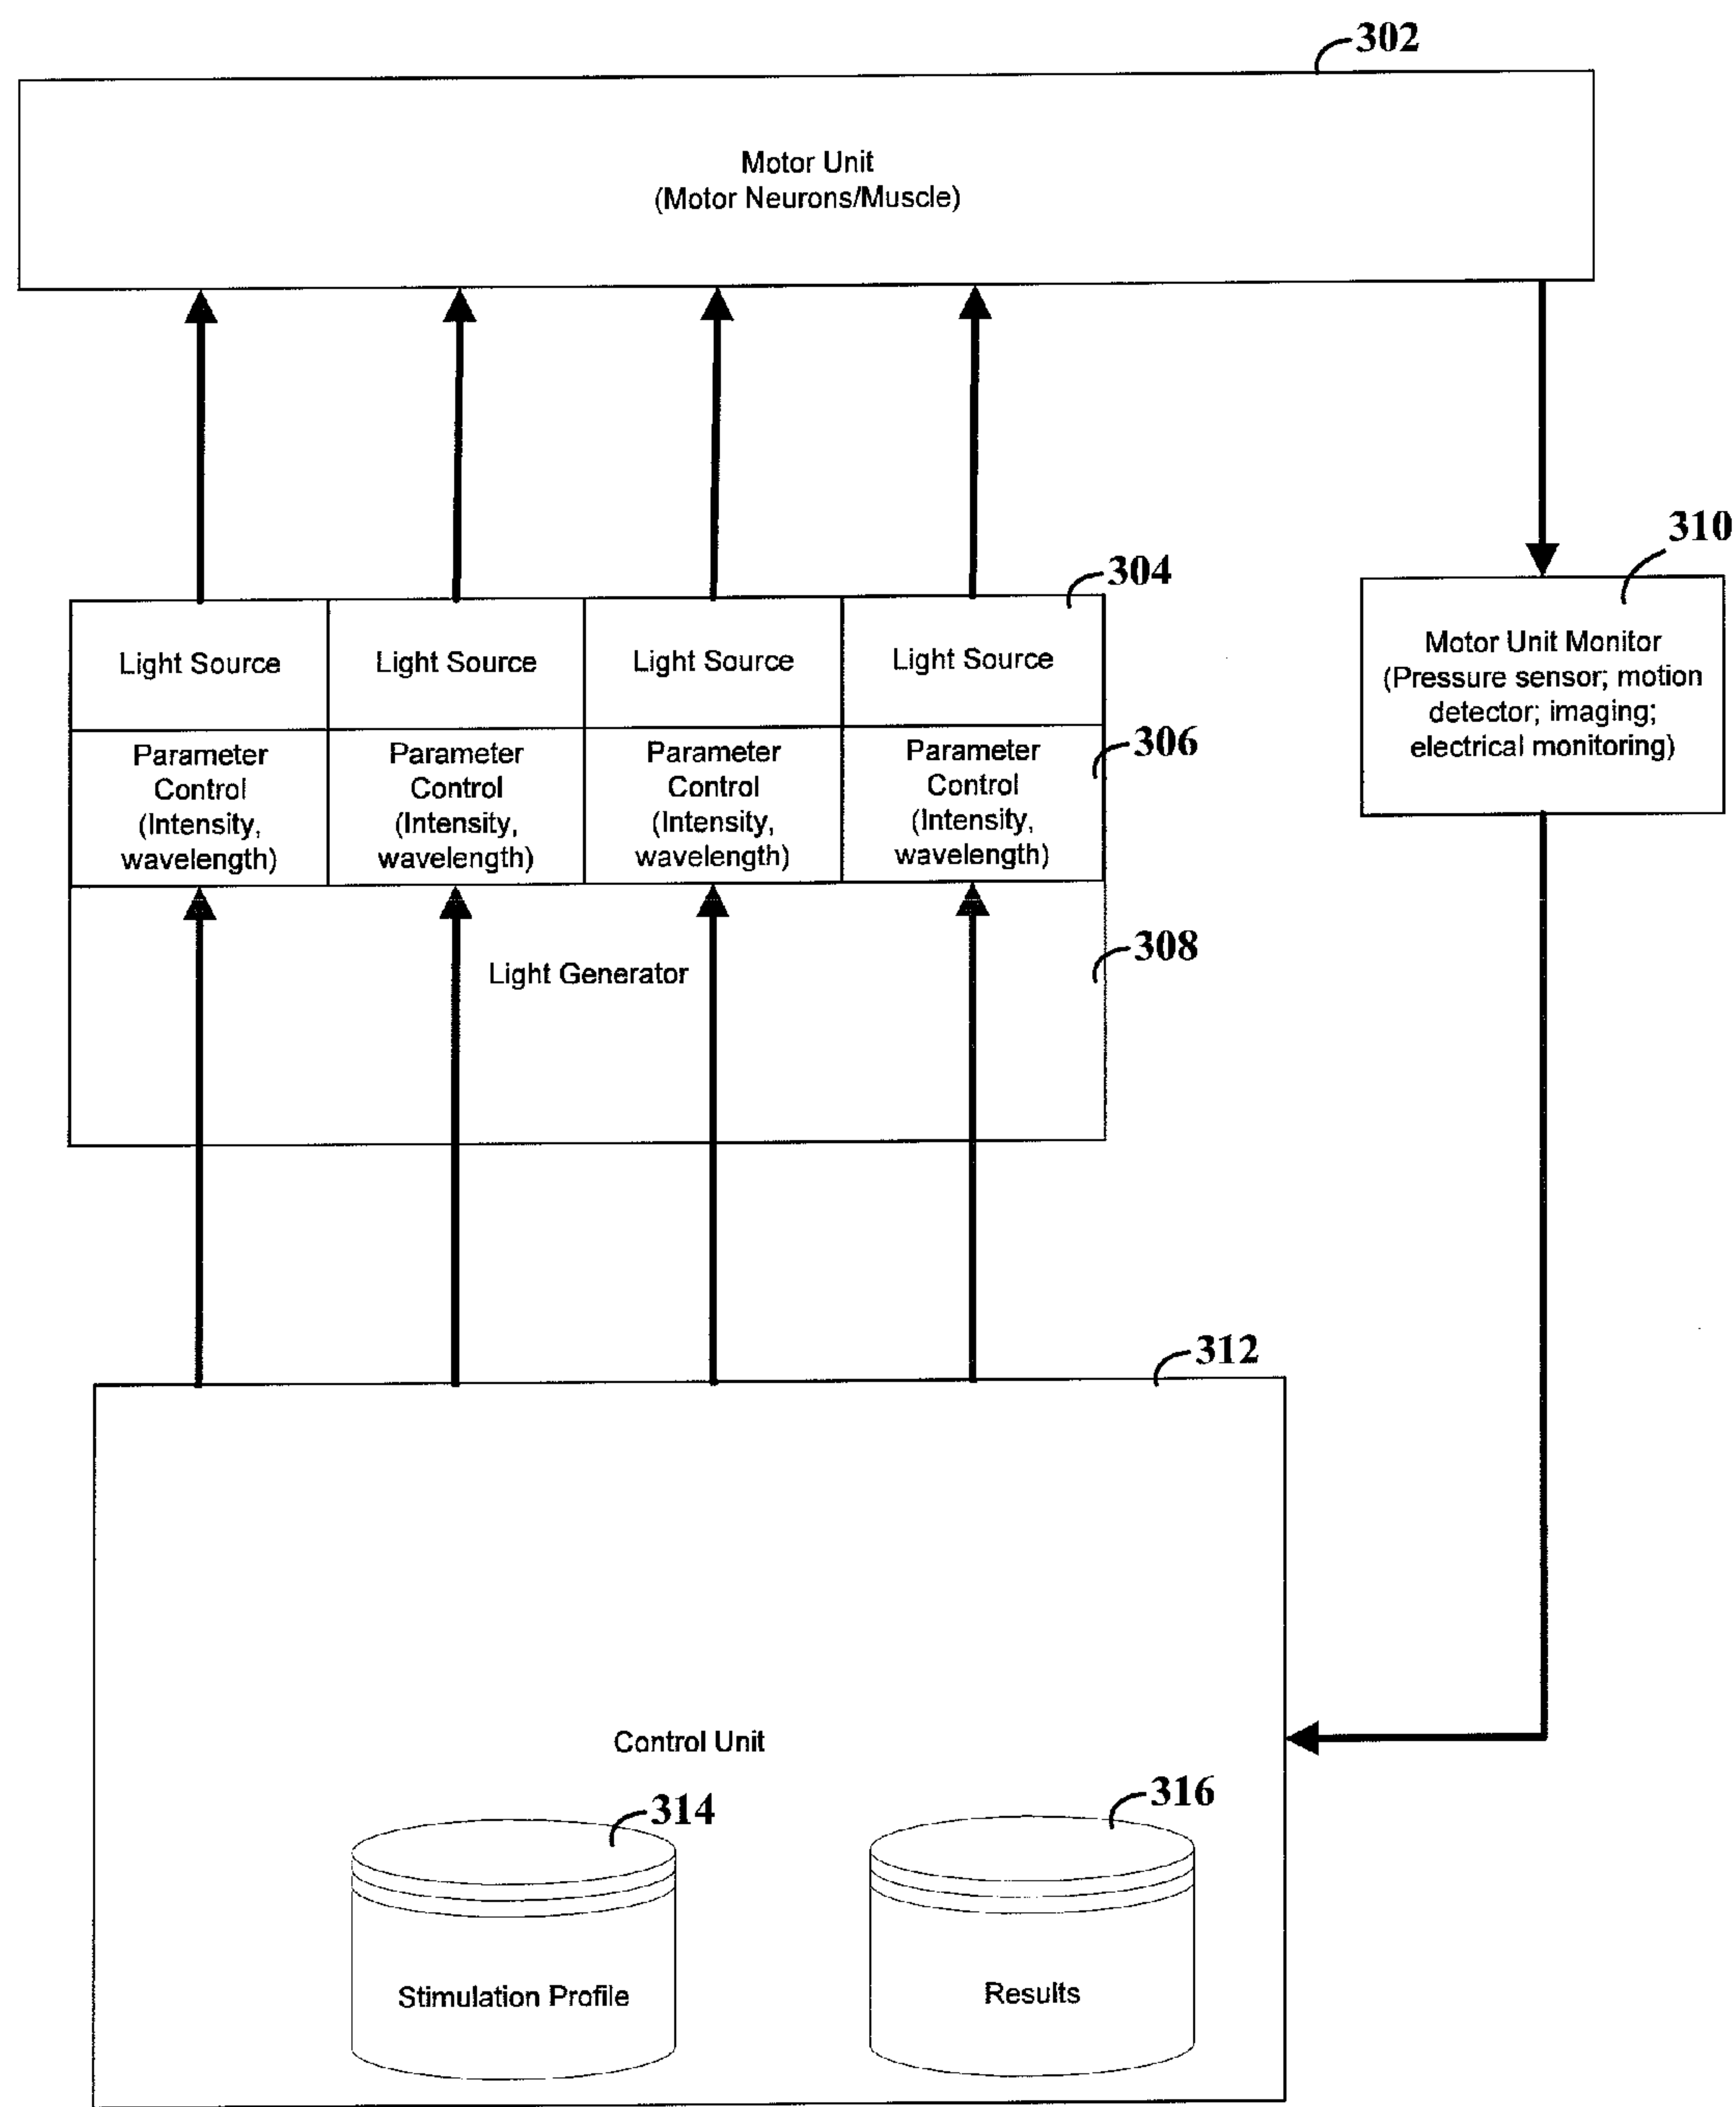 302
Motor Unit
(Motor Neurons/Muscle)
304
Light Source
Light Source
Light Source
Light Source
310
Motor Unit Monitor
(Pressure sensor; motion
detector; imaging;
electrical monitoring)
306
Parameter
Control
(Intensity,
wavelength)
Parameter
Control
(Intensity,
wavelength)
Parameter
Control
(Intensity,
wavelength)
Parameter
Control
(Intensity,
wavelength)
308
Light Generator
312
Control Unit
314
Stimulation Profile
316
Results